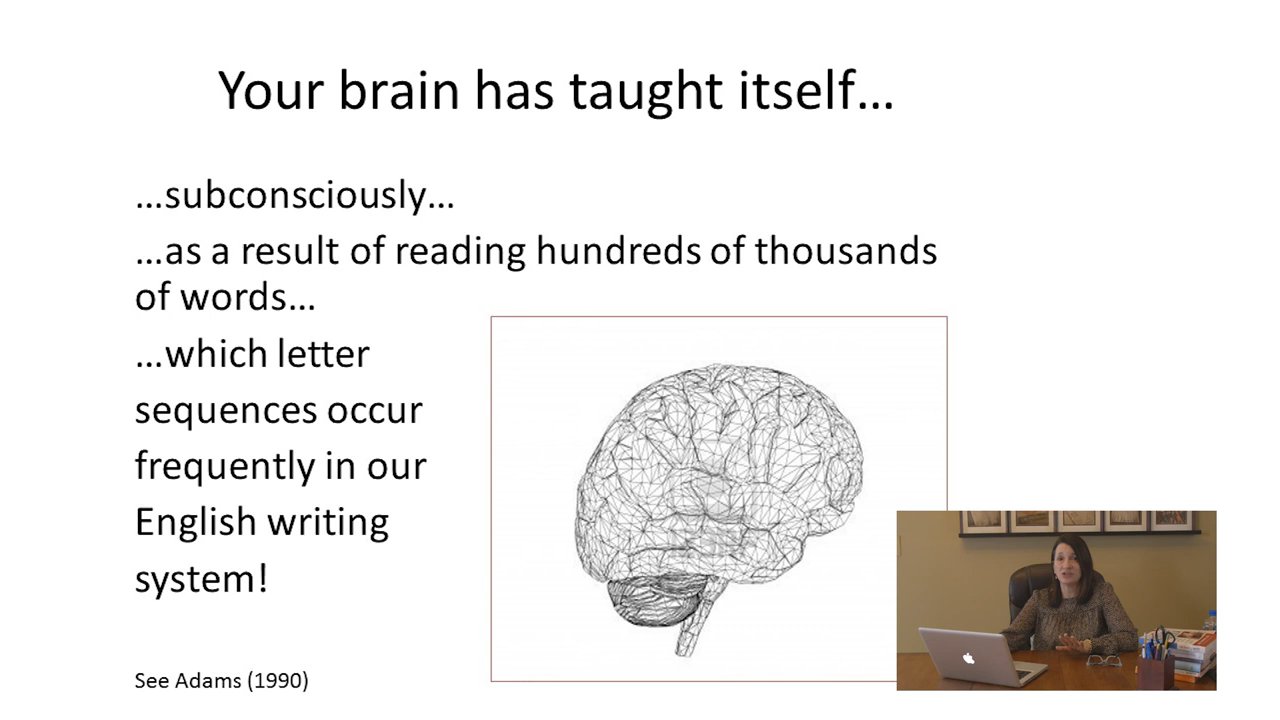 Your brain has taught itself…
…subconsciously…
…as a result of reading hundreds of thousands
of words…
…which letter
sequences occur
frequently in our
English writing
system!
See Adams (1990)